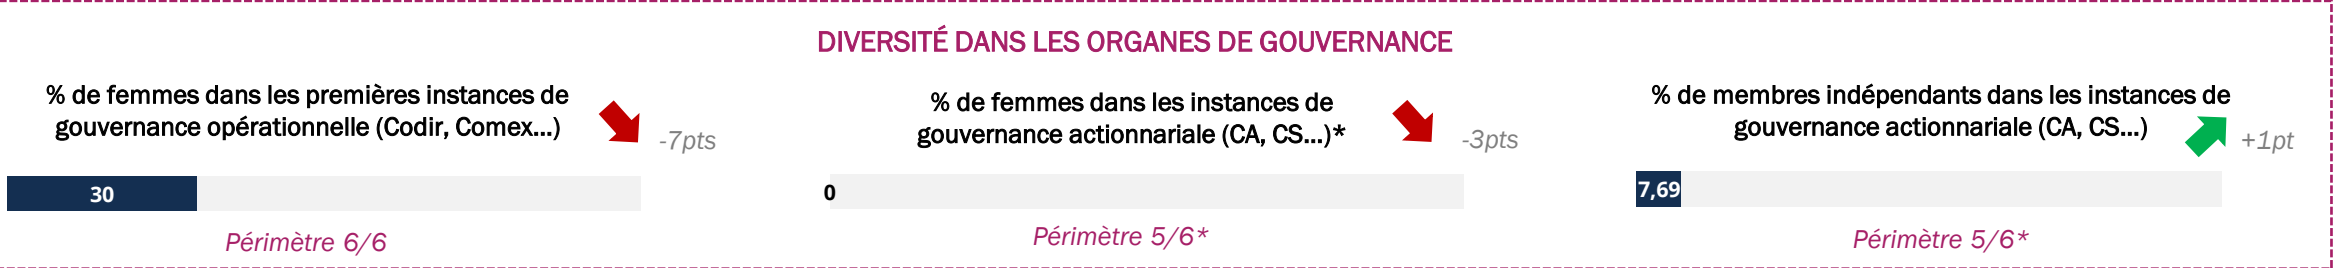 DIVERSITÉ DANS LES ORGANES DE GOUVERNANCE
% de femmes dans les premières instances de
gouvernance opérationnelle (Codir, Comex...)
-7pts
30
Périmètre 6/6
% de femmes dans les instances de
gouvernance actionnariale (CA, CS...)*
-3pts
0
Périmètre 5/6*
% de membres indépendants dans les instances de
gouvernance actionnariale (CA, CS...)
+1pt
7,69
Périmètre 5/6*